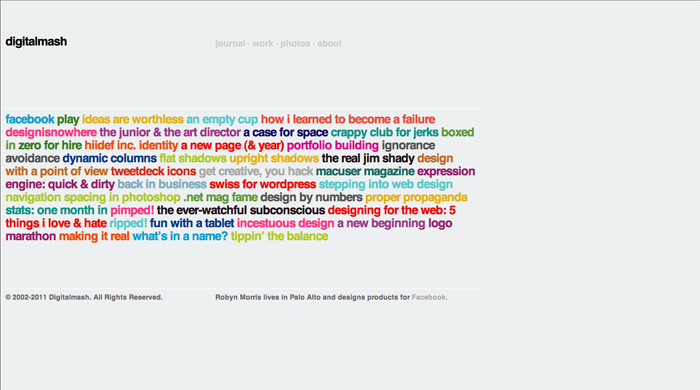 digitalmash
journal · work · photos · about
facebook play ideas are worthless an empty cup how i learned to become a failure
designisnowhere the junior & the art director a case for space crappy club for jerks boxed
in zero for hire hiidef inc. identity a new page (& year) portfolio building ignorance
avoidance dynamic columns flat shadows upright shadows the real jim shady design
with a point of view tweetdeck icons get creative, you hack macuser magazine expression
engine: quick & dirty back in business swiss for wordpress stepping into web design
navigation spacing in photoshop .net mag fame design by numbers proper propaganda
stats: one month in pimped! the ever-watchful subconscious designing for the web: 5
things i love & hate ripped! fun with a tablet incestuous design a new beginning logo
marathon making it real what's in a name? tippin' the balance
© 2002-2011 Digitalmash. All Rights Reserved.
Robyn Morris lives in Palo Alto and designs products for Facebook.